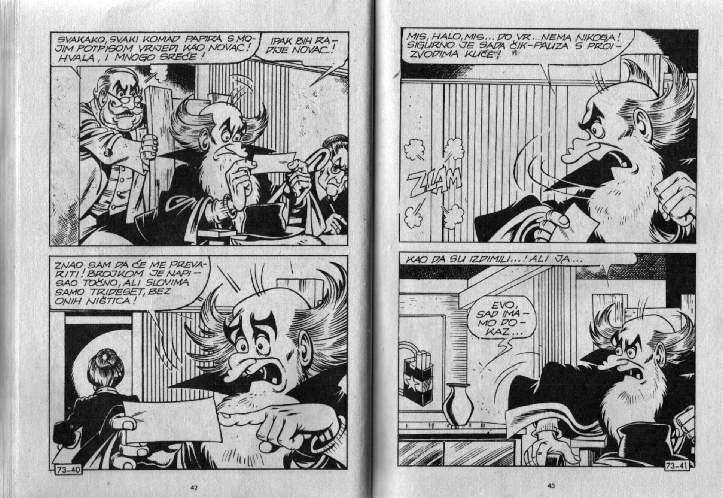 SVAKAKO, SVAKI KOMAD PAPIRA S MO-
JIM POTPISOM VRIJEDI KAO NOVAC!
HVALA, I MNOGO SREĆE!
IPAK BIH RA-
DIJE NOVAC!
ZNAO SAM DA ĆE ME PREVA-
RITI! BROJKOM JE NAPI-
SAO TOČNO, ALI SLOVIMA
SAMO TRIDESET, BEZ
ONIH NIŠTICA!
73-40
42
MIS, HALO, MIS... DO VR.. NEMA NIKOGA!
SIGURNO JE SADA ČIK-PAUZA S PROI-
ZVODIMA KUĆE?!
ZLAM
KAO DA SU IZDIMILI...! ALI JA...
EVO,
SAD IMA-
MO DO-
KAZ...
73-41
43